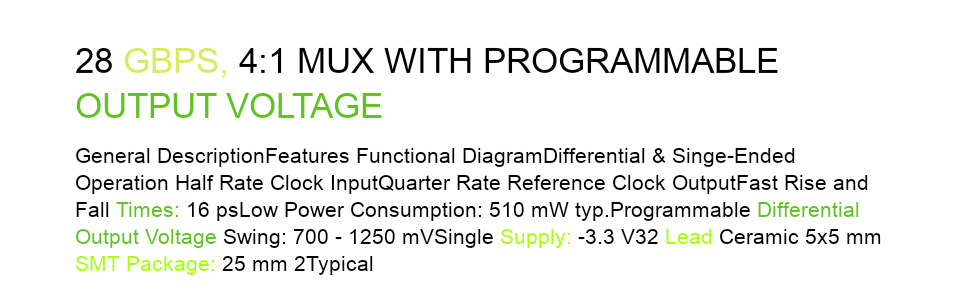 28 GBPS, 4:1 MUX WITH PROGRAMMABLE
OUTPUT VOLTAGE
General DescriptionFeatures Functional DiagramDifferential & Singe-Ended
Operation Half Rate Clock InputQuarter Rate Reference Clock OutputFast Rise and
Fall Times: 16 psLow Power Consumption: 510 mW typ.Programmable Differential
Output Voltage Swing: 700 - 1250 mVSingle Supply: -3.3 V32 Lead Ceramic 5x5 mm
SMT Package: 25 mm 2Typical